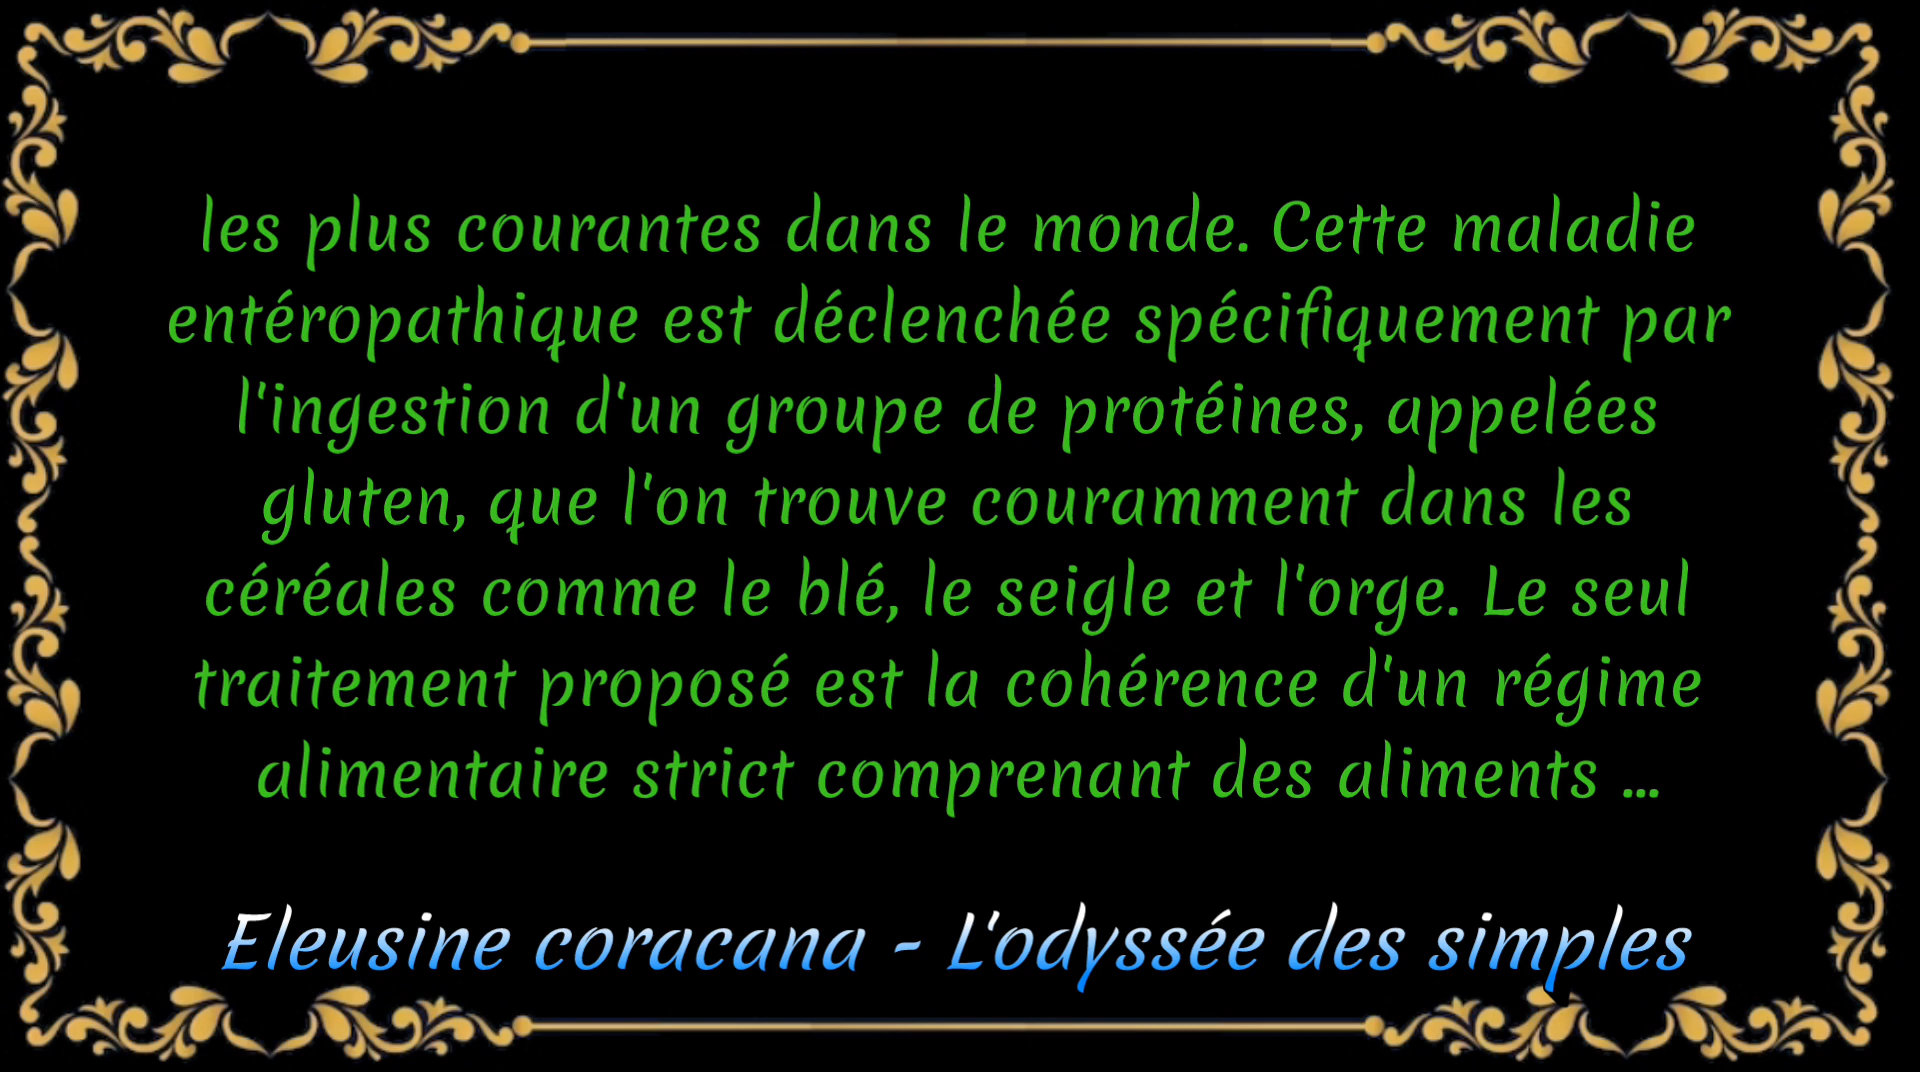 les plus courantes dans le monde. Cette maladie
entéropathique est déclenchée spécifiquement par
l'ingestion d'un groupe de protéines, appelées
gluten, que l'on trouve couramment dans les
céréales comme le blé, le seigle et l'orge. Le seul
traitement proposé est la cohérence d'un régime
alimentaire strict comprenant des aliments ...
Eleusine coracana - L'odyssée des simples